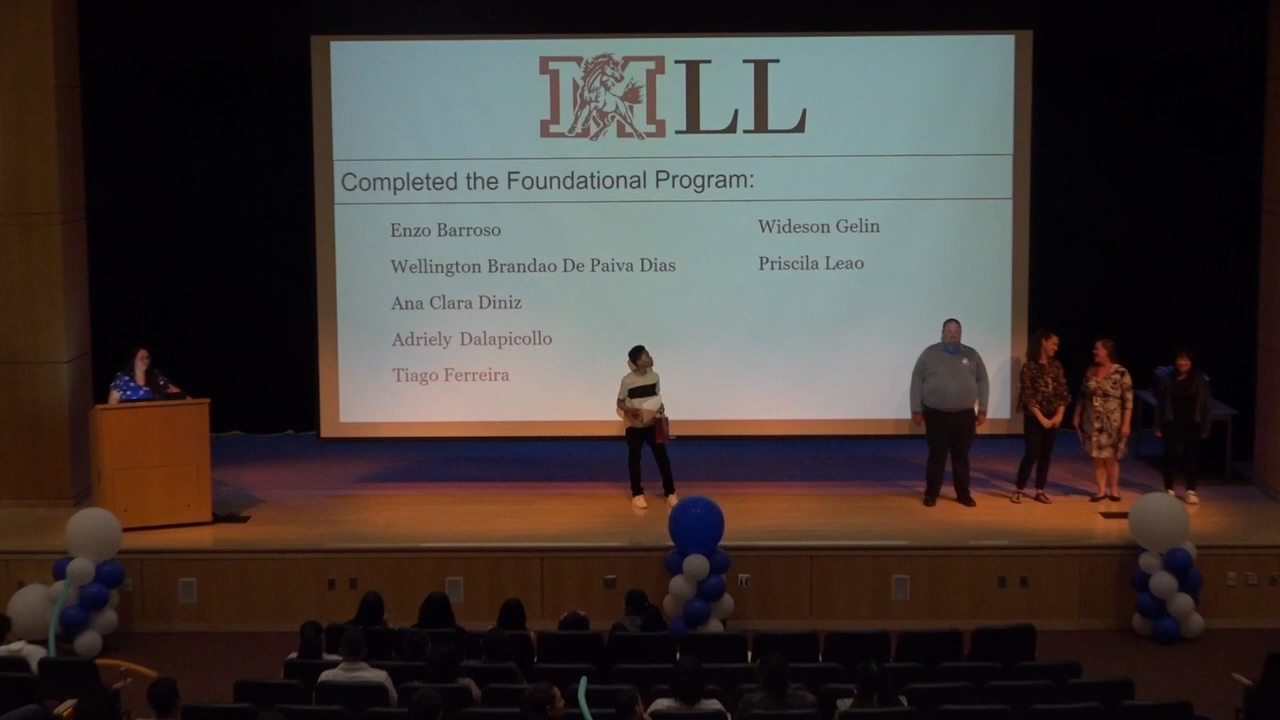 MLL
Completed the Foundational Program:
Enzo Barroso
Wellington Brandao De Paiva Dias
Ana Clara Diniz
Adriely Dalapicollo
Tiago Ferreira
Wideson Gelin
Priscila Leao